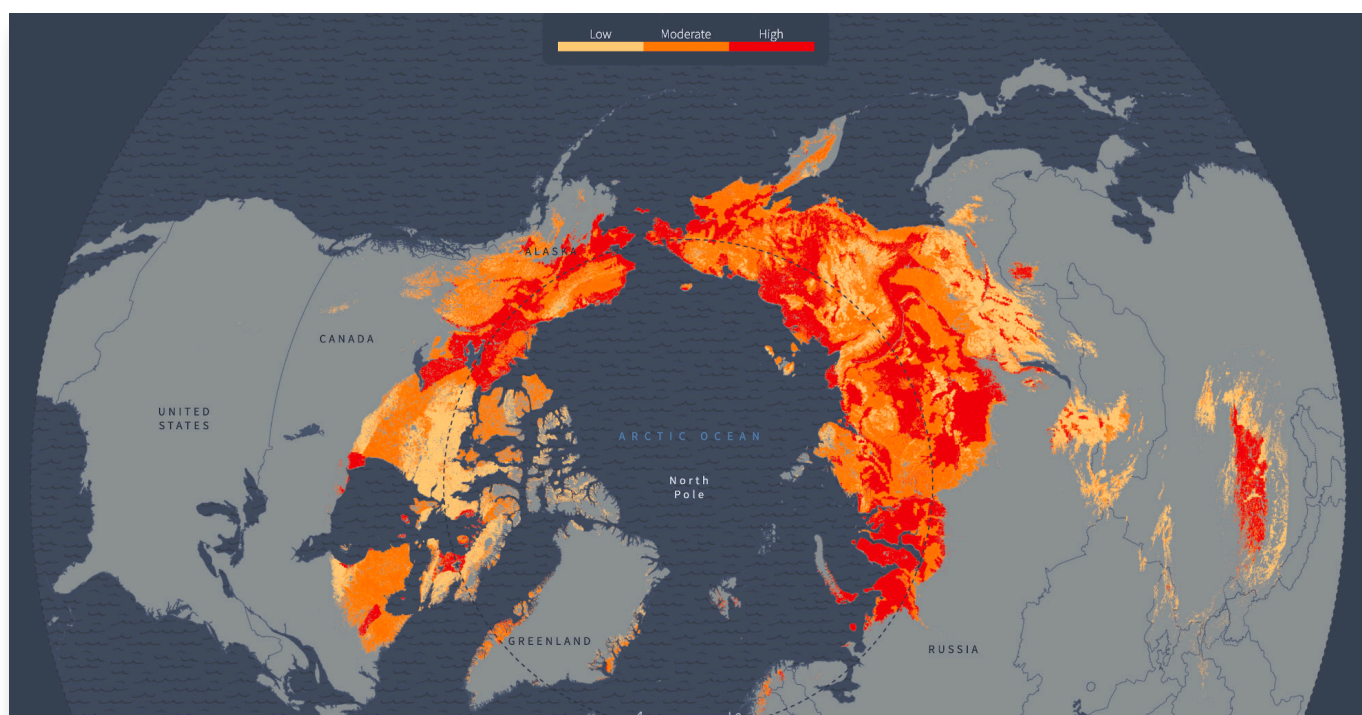 Low Moderate High
ALASKA
CANADA
UNITED
STATES
ARCTIC OCEAN
North
Pole
GREENLAND
RUSSIA